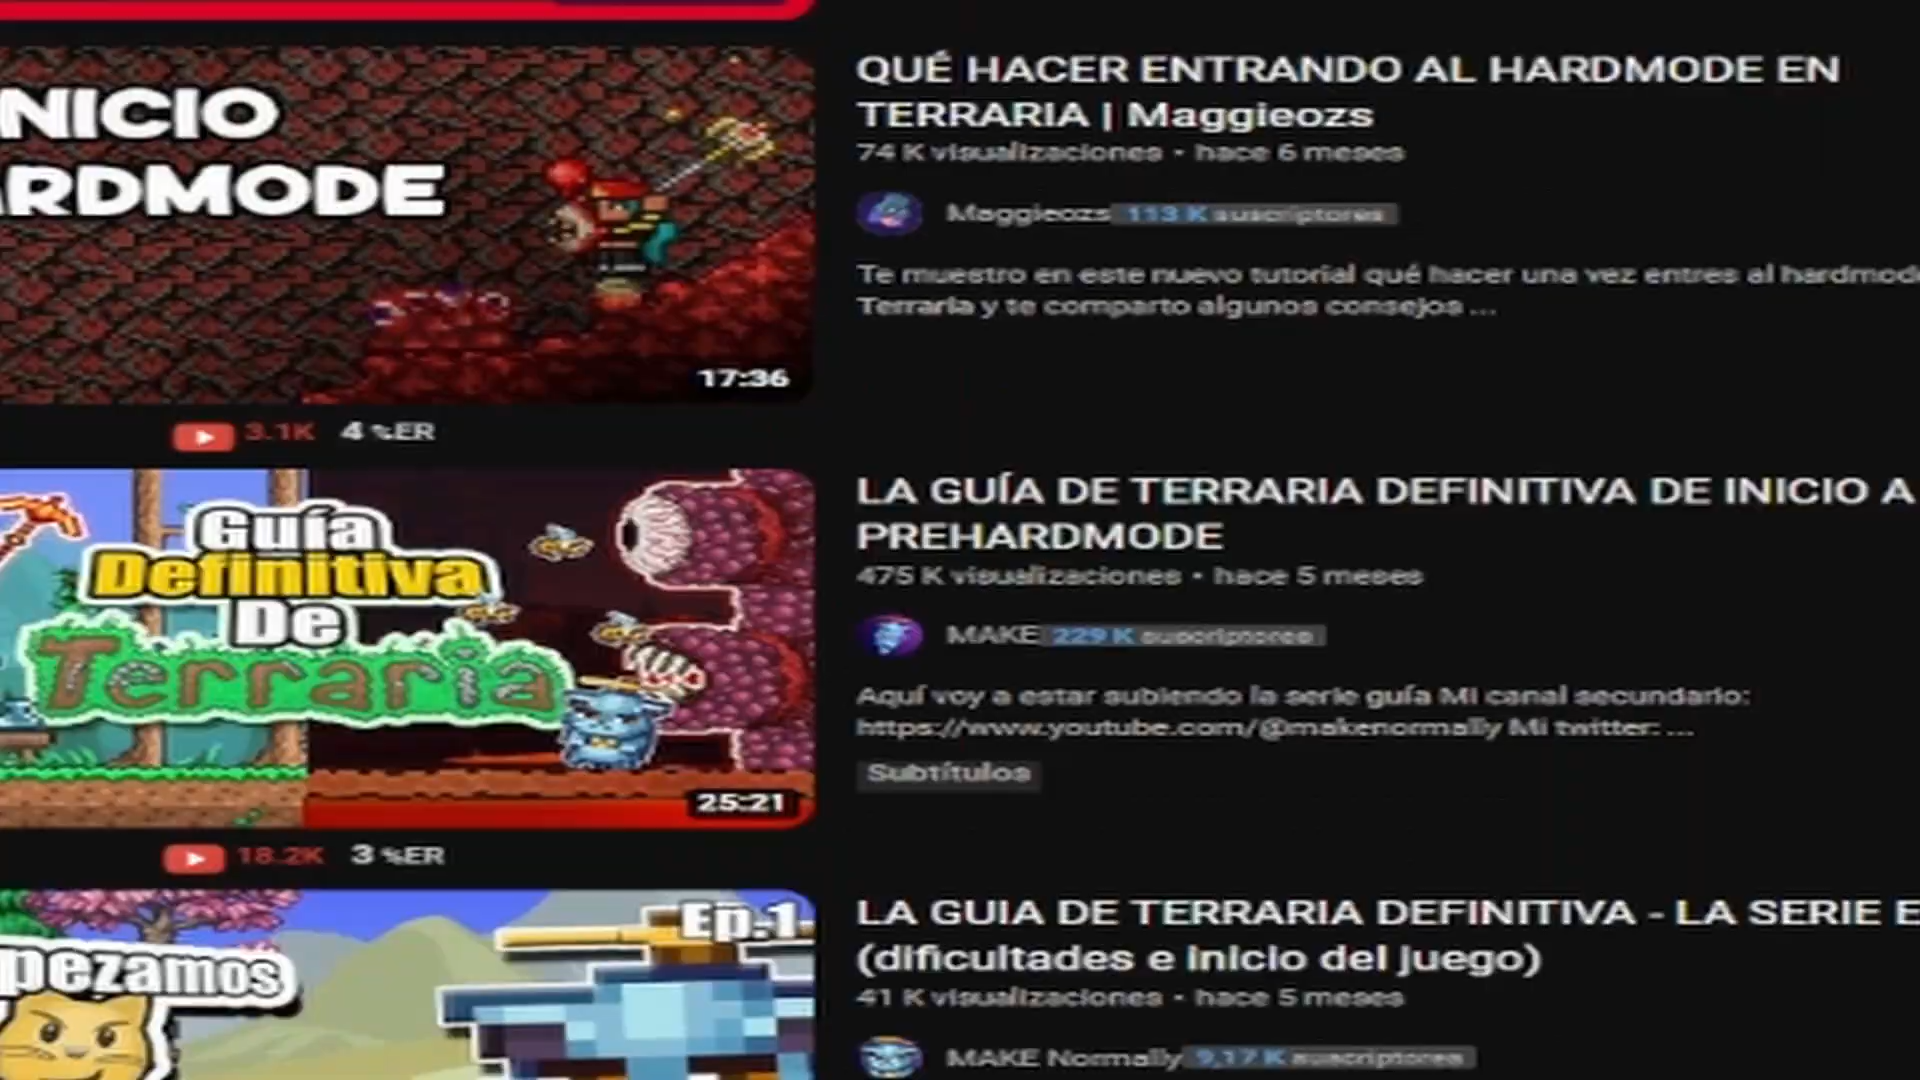 NICIO
RDMODE
17:36
3.1K 4 %ER
QUÉ HACER ENTRANDO AL HARDMODE EN
TERRARIA | Maggieozs
74 K visualizaciones • hace 6 meses
Maggieozs 113 K suscriptores
Te muestro en este nuevo tutorial qué hacer una vez entres al hardmode
Terraria y te comparto algunos consejos ...
Guía
Definitiva
De
Terraria
25:21
18.2K 3 %ER
LA GUÍA DE TERRARIA DEFINITIVA DE INICIO A
PREHARDMODE
475 K visualizaciones • hace 5 meses
MAKE 229 K suscriptores
Aquí voy a estar subiendo la serie guía Mi canal secundario:
https://www.youtube.com/@makenormally Mi twitter: ...
Subtítulos
pezamos
Ep.1
LA GUIA DE TERRARIA DEFINITIVA - LA SERIE E
(dificultades e inicio del juego)
41 K visualizaciones • hace 5 meses
MAKE Normally 9,17 K suscriptores